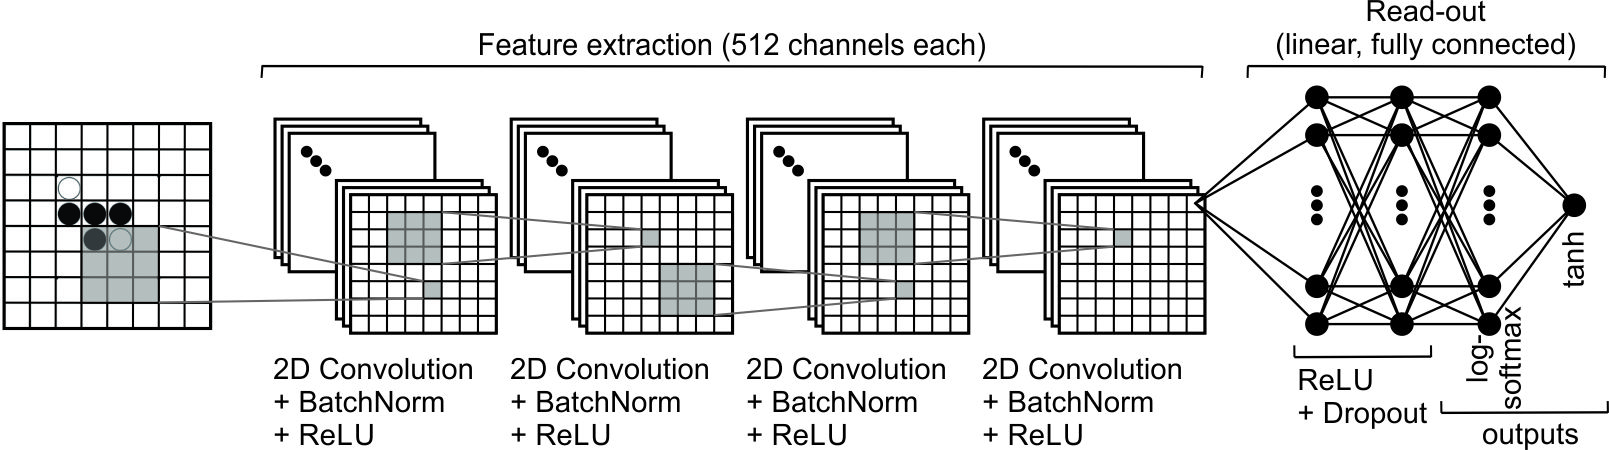 Feature extraction (512 channels each)
Read-out
(linear, fully connected)
2D Convolution
+ BatchNorm
+ ReLU
2D Convolution
+ BatchNorm
+ ReLU
2D Convolution
+ BatchNorm
+ ReLU
2D Convolution
+ BatchNorm
+ ReLU
ReLU
+ Dropout
log-
softmax
tanh
outputs